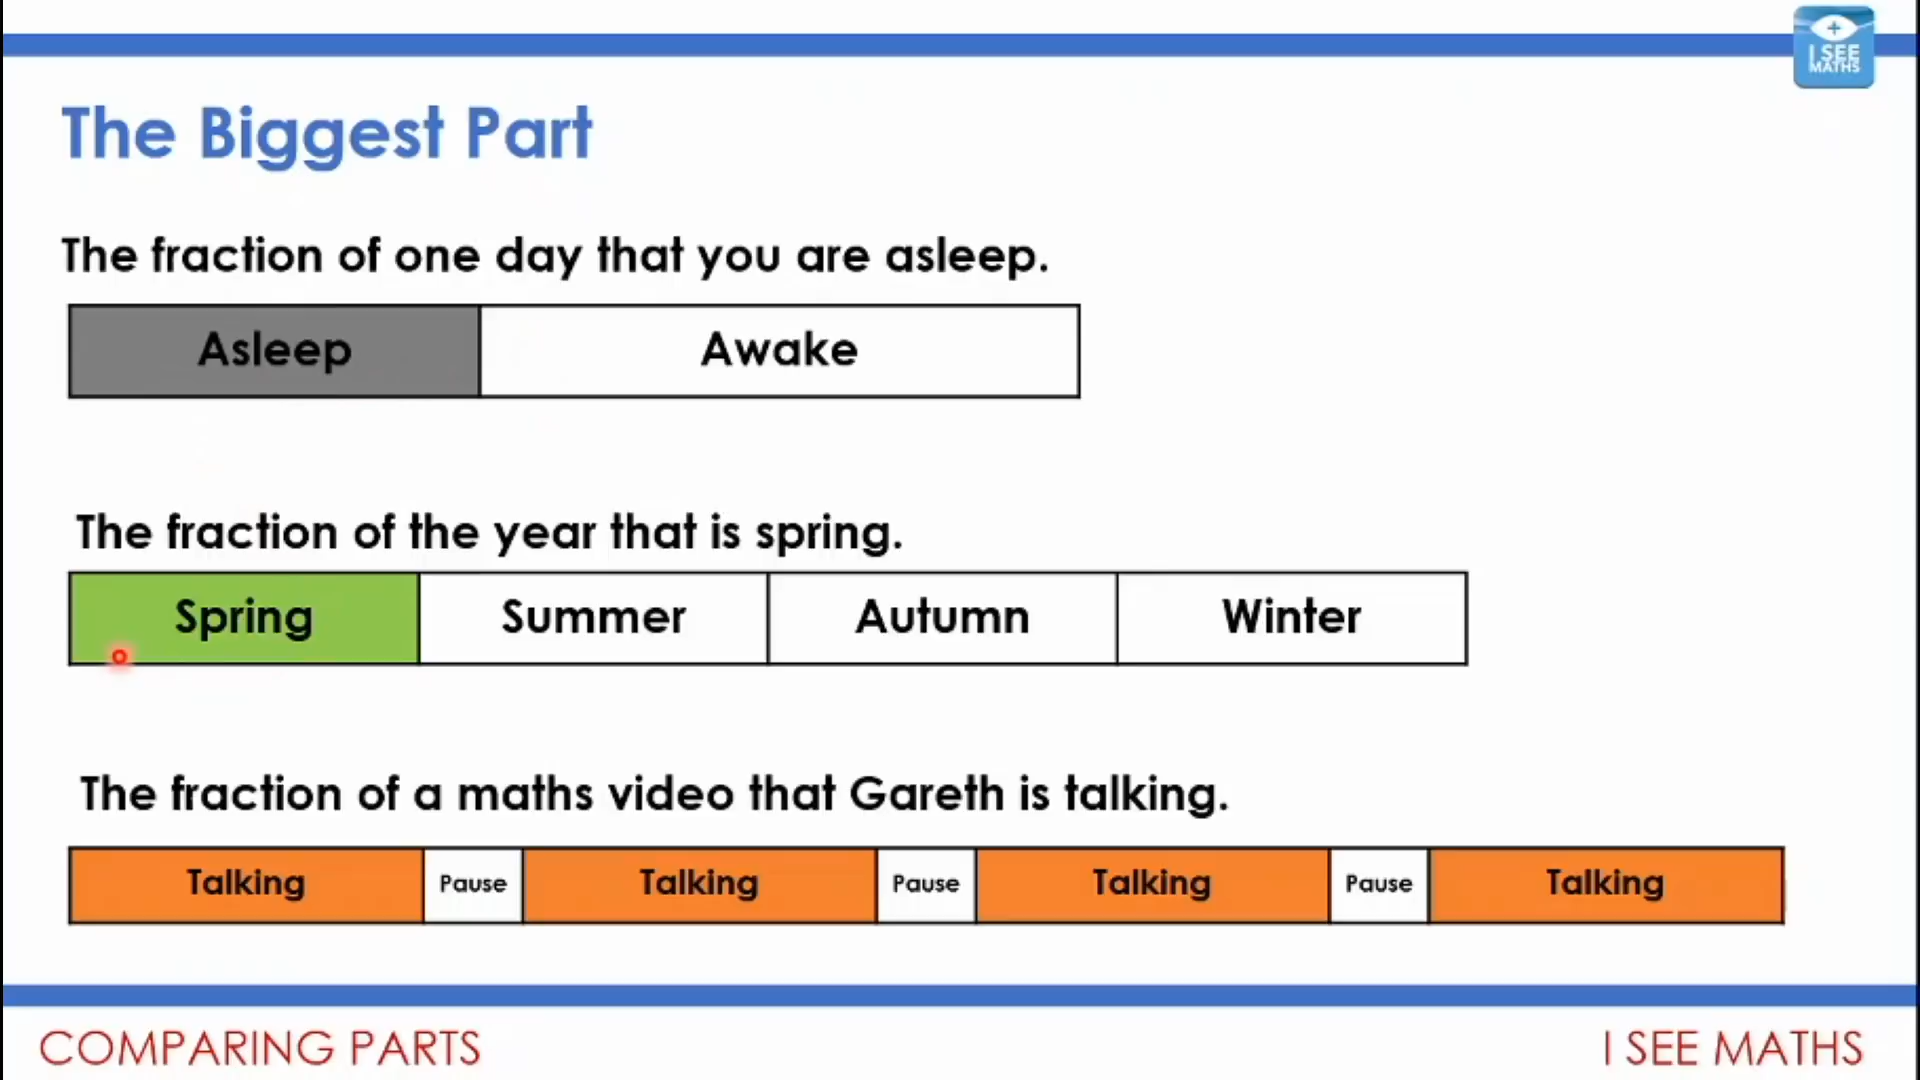 I SEE
MATHS
The Biggest Part
The fraction of one day that you are asleep.
Asleep Awake
The fraction of the year that is spring.
Spring Summer Autumn Winter
The fraction of a maths video that Gareth is talking.
Talking Pause Talking Pause Talking Pause Talking
COMPARING PARTS I SEE MATHS